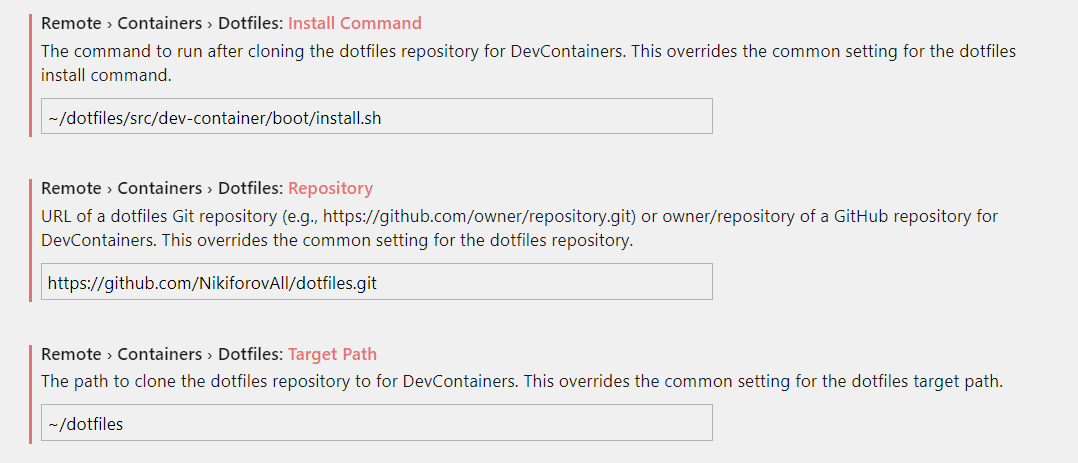 Remote › Containers › Dotfiles: Install Command
The command to run after cloning the dotfiles repository for DevContainers. This overrides the common setting for the dotfiles
install command.
~/dotfiles/src/dev-container/boot/install.sh
Remote › Containers › Dotfiles: Repository
URL of a dotfiles Git repository (e.g., https://github.com/owner/repository.git) or owner/repository of a GitHub repository for
DevContainers. This overrides the common setting for the dotfiles repository.
https://github.com/NikiforovAll/dotfiles.git
Remote › Containers › Dotfiles: Target Path
The path to clone the dotfiles repository to for DevContainers. This overrides the common setting for the dotfiles target path.
~/dotfiles